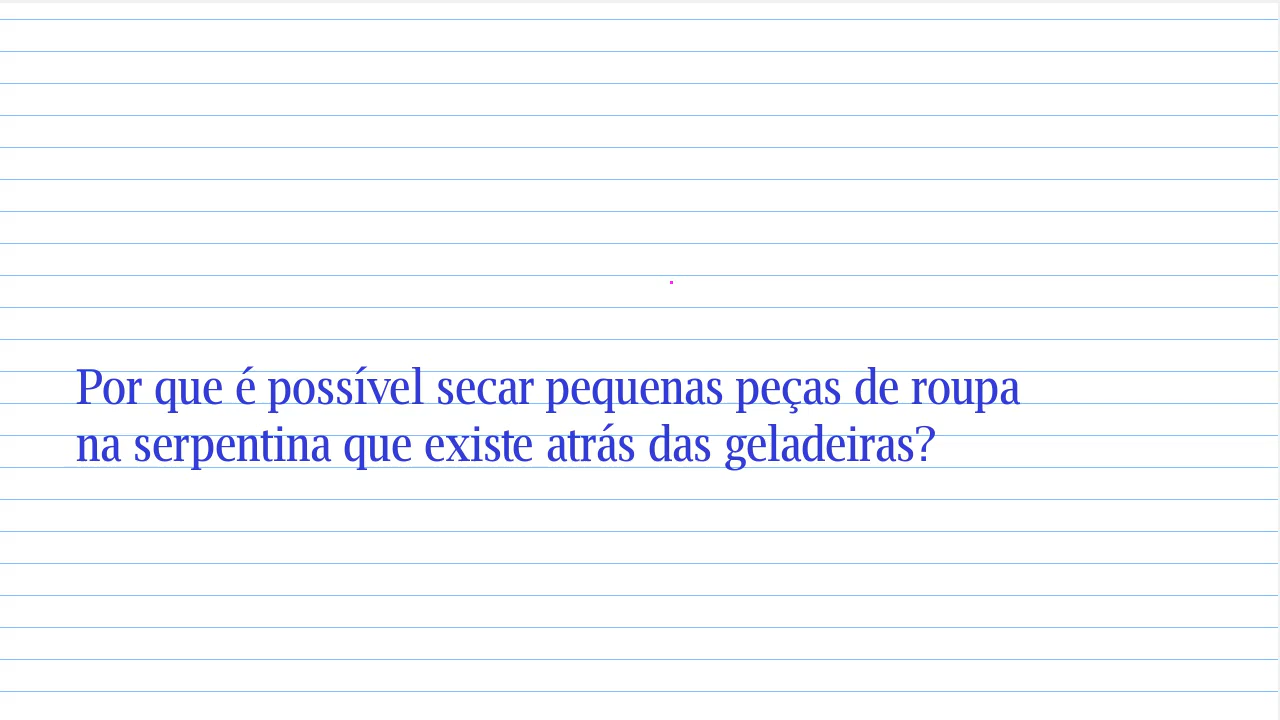 Por que é possível secar pequenas peças de roupa
na serpentina que existe atrás das geladeiras?